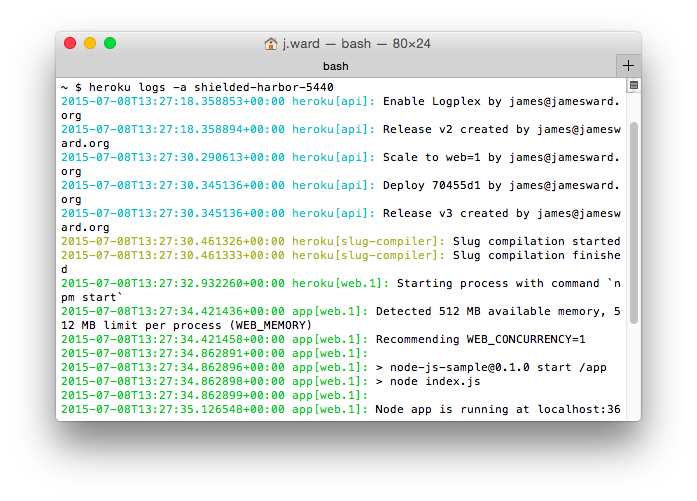 j.ward — bash — 80×24
bash
+
~ $ heroku logs -a shielded-harbor-5440
2015-07-08T13:27:18.358853+00:00 heroku[api]: Enable Logplex by james@jamesward.
org
2015-07-08T13:27:18.358894+00:00 heroku[api]: Release v2 created by james@jamesw
ard.org
2015-07-08T13:27:30.290613+00:00 heroku[api]: Scale to web=1 by james@jamesward.
org
2015-07-08T13:27:30.345136+00:00 heroku[api]: Deploy 70455d1 by james@jamesward.
org
2015-07-08T13:27:30.345136+00:00 heroku[api]: Release v3 created by james@jamesw
ard.org
2015-07-08T13:27:30.461326+00:00 heroku[slug-compiler]: Slug compilation started
2015-07-08T13:27:30.461333+00:00 heroku[slug-compiler]: Slug compilation finishe
d
2015-07-08T13:27:32.932260+00:00 heroku[web.1]: Starting process with command `n
pm start`
2015-07-08T13:27:34.421436+00:00 app[web.1]: Detected 512 MB available memory, 5
12 MB limit per process (WEB_MEMORY)
2015-07-08T13:27:34.421458+00:00 app[web.1]: Recommending WEB_CONCURRENCY=1
2015-07-08T13:27:34.862891+00:00 app[web.1]:
2015-07-08T13:27:34.862896+00:00 app[web.1]: > node-js-sample@0.1.0 start /app
2015-07-08T13:27:34.862898+00:00 app[web.1]: > node index.js
2015-07-08T13:27:34.862899+00:00 app[web.1]:
2015-07-08T13:27:35.126548+00:00 app[web.1]: Node app is running at localhost:36